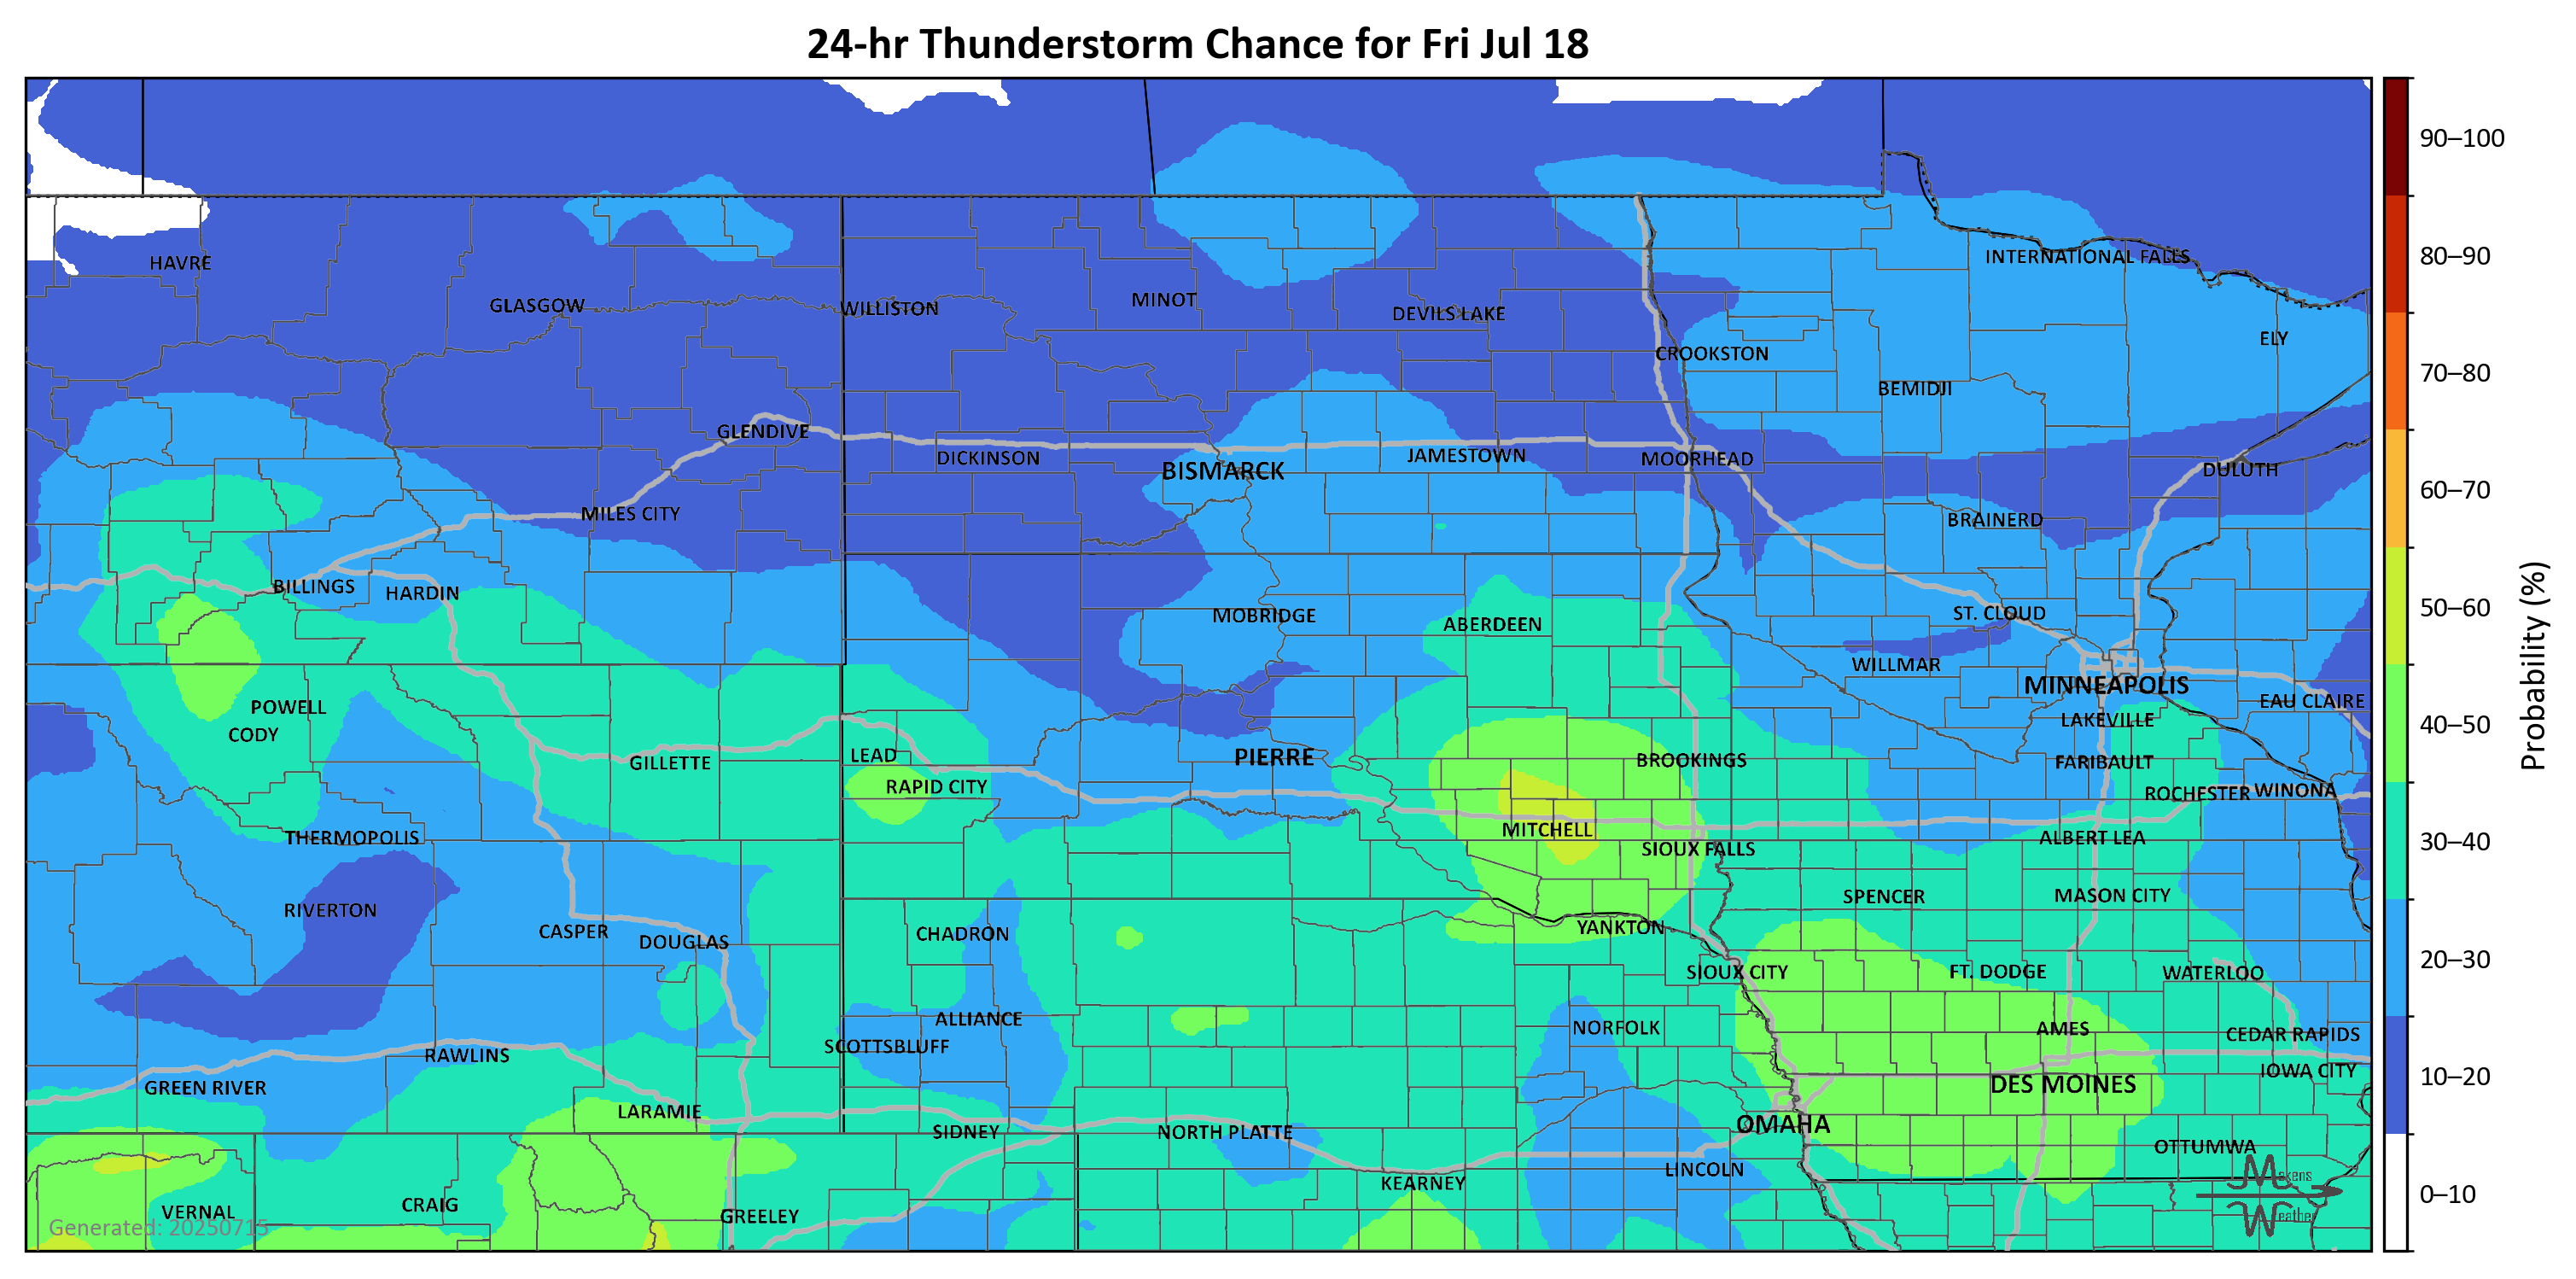 24-hr Thunderstorm Chance for Fri Jul 18
90–100
80–90
70–80
60–70
50–60
40–50
30–40
20–30
10–20
0–10
Probability (%)
HAVRE
INTERNATIONAL FALLS
GLASGOW
WILLISTON
MINOT
DEVILS LAKE
ELY
CROOKSTON
BEMIDJI
GLENDIVE
DICKINSON
BISMARCK
JAMESTOWN
MOORHEAD
DULUTH
MILES CITY
BRAINERD
BILLINGS
HARDIN
MOBRIDGE
ABERDEEN
ST. CLOUD
WILLMAR
MINNEAPOLIS
EAU CLAIRE
POWELL
CODY
LAKEVILLE
GILLETTE
LEAD
PIERRE
BROOKINGS
FARIBAULT
RAPID CITY
ROCHESTER
WINONA
THERMOPOLIS
MITCHELL
SIOUX FALLS
ALBERT LEA
RIVERTON
SPENCER
MASON CITY
CASPER
DOUGLAS
CHADRON
YANKTON
SIOUX CITY
FT. DODGE
WATERLOO
ALLIANCE
NORFOLK
AMES
CEDAR RAPIDS
SCOTTSBLUFF
RAWLINS
IOWA CITY
GREEN RIVER
DES MOINES
LARAMIE
OMAHA
SIDNEY
NORTH PLATTE
OTTUMWA
LINCOLN
KEARNEY
VERNAL
CRAIG
GREELEY
Generated: 20250715
Makens
Weather